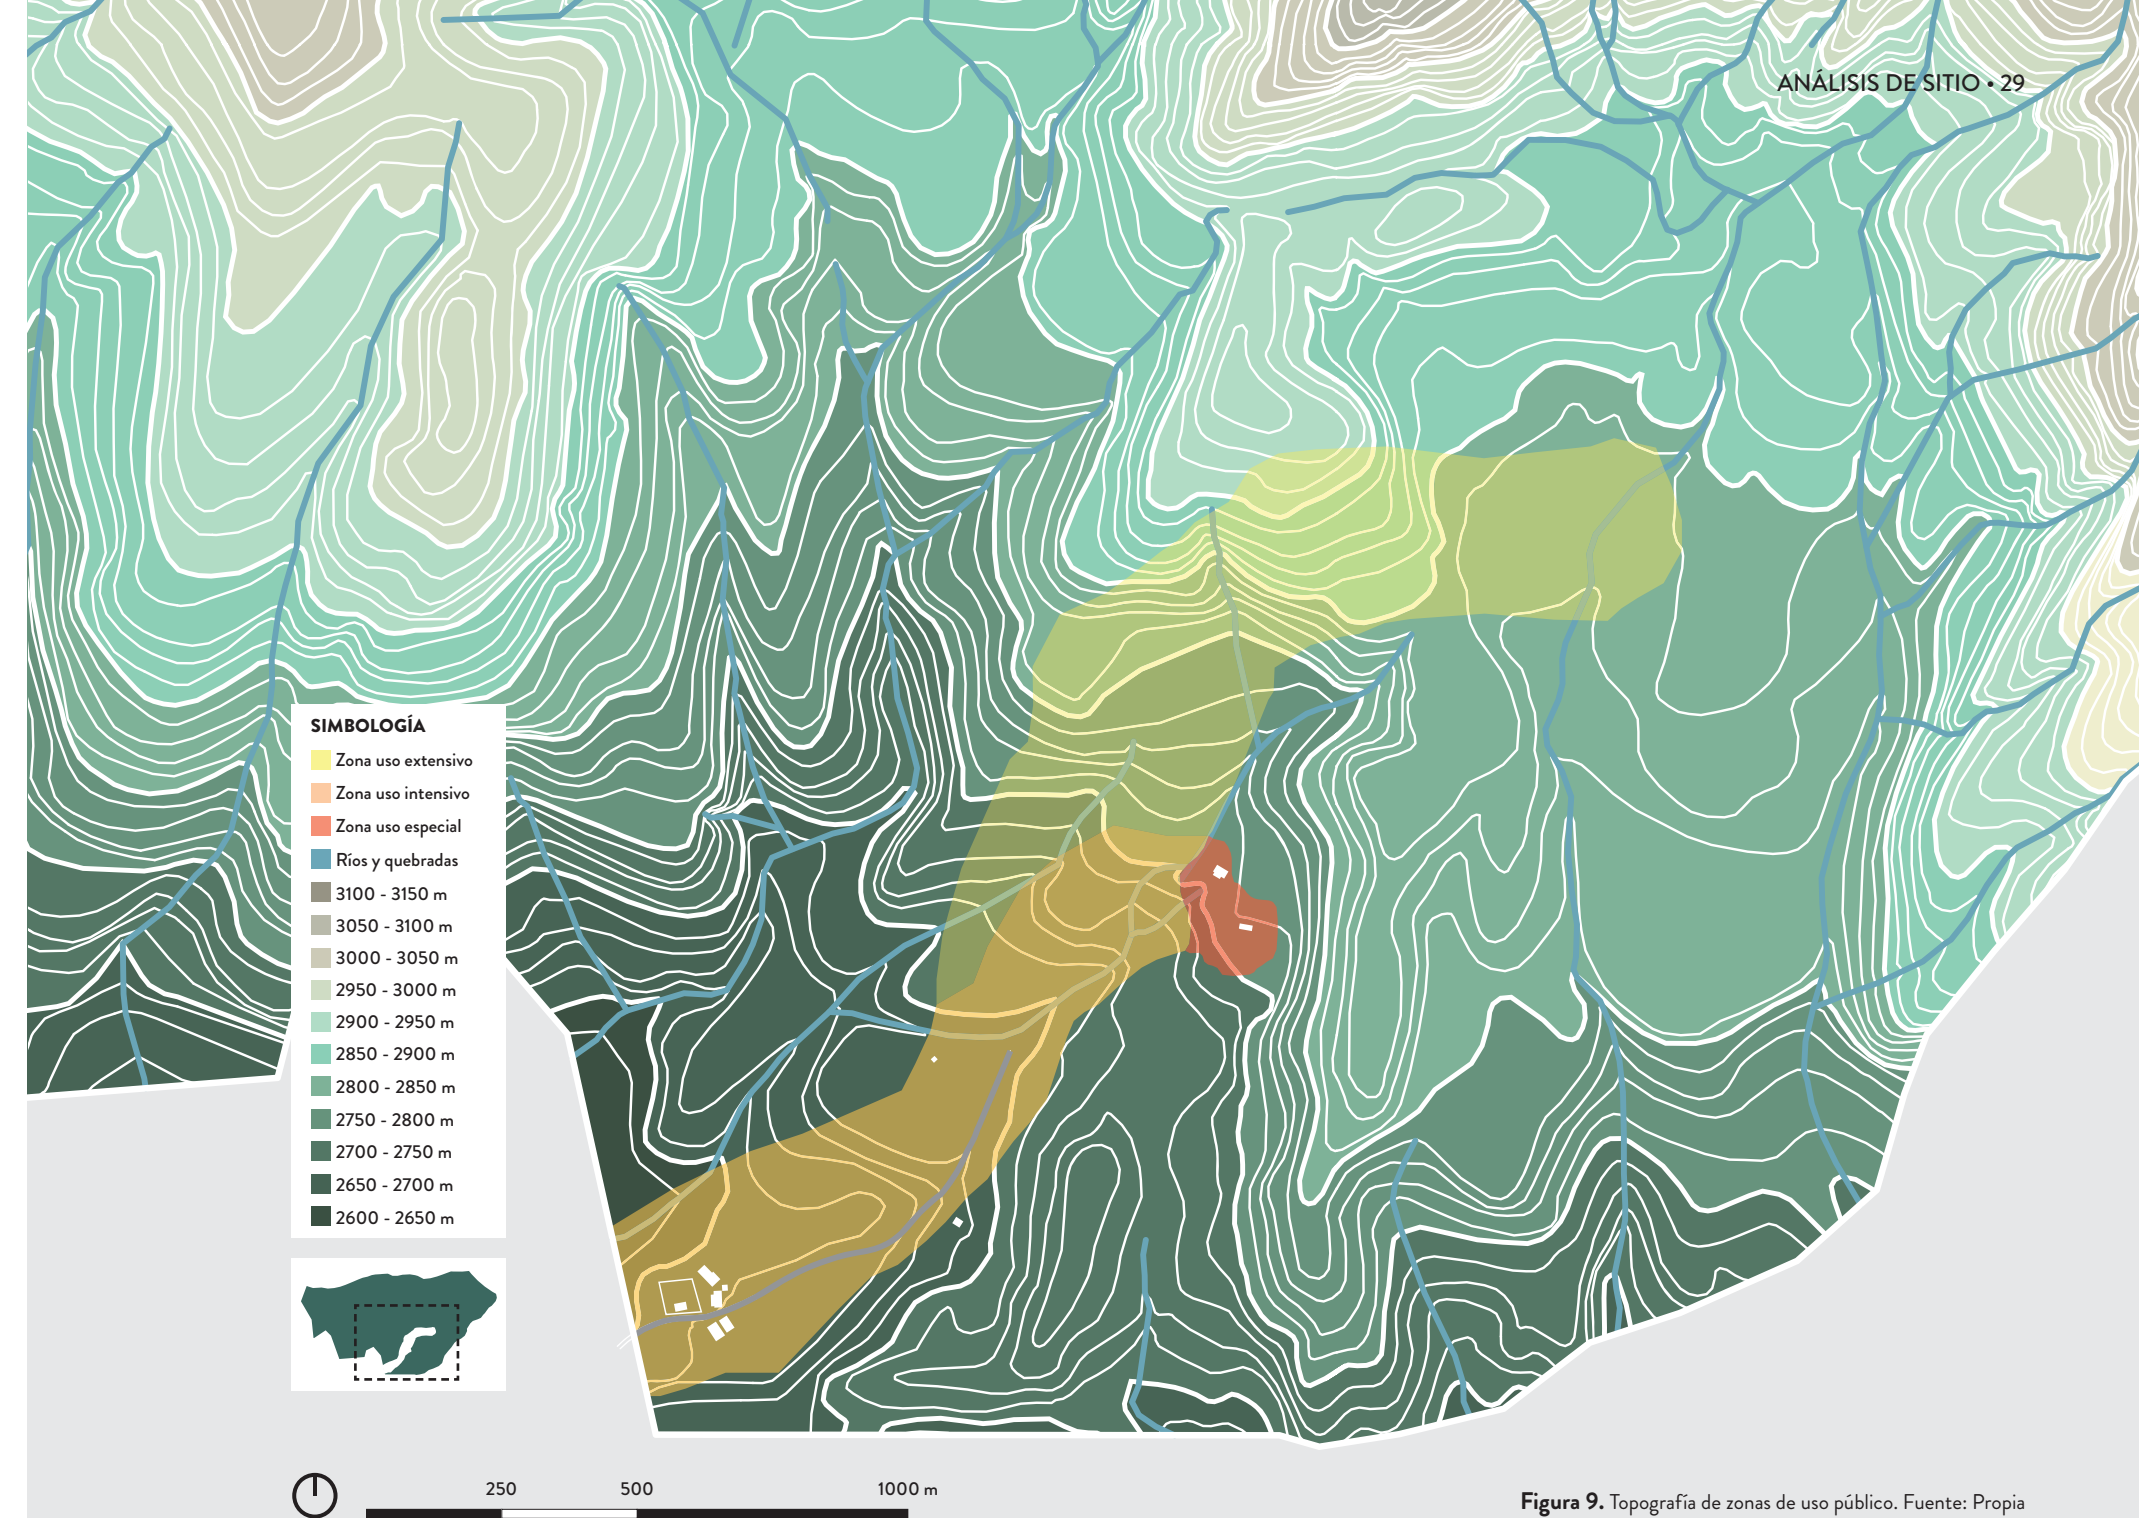 ANÁLISIS DE SITIO • 29
SIMBOLOGÍA
Zona uso extensivo
Zona uso intensivo
Zona uso especial
Ríos y quebradas
3100 - 3150 m
3050 - 3100 m
3000 - 3050 m
2950 - 3000 m
2900 - 2950 m
2850 - 2900 m
2800 - 2850 m
2750 - 2800 m
2700 - 2750 m
2650 - 2700 m
2600 - 2650 m
250 500 1000 m
Figura 9. Topografía de zonas de uso público. Fuente: Propia